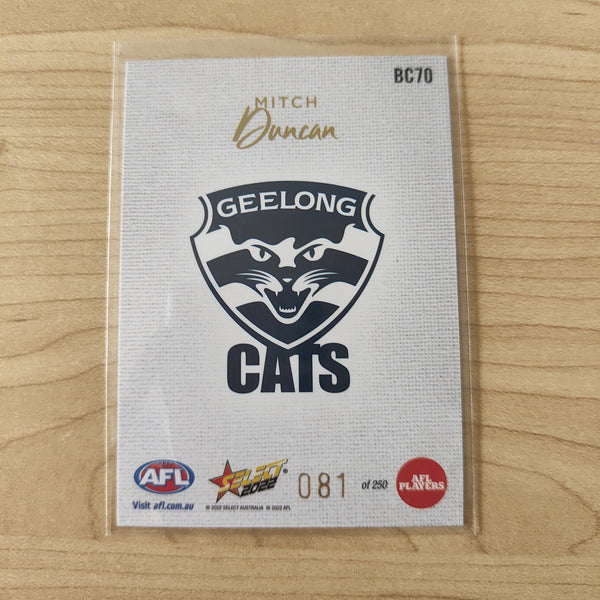 BC70
MITCH
Duncan
GEELONG
CATS
AFL
Visit afl.com.au
SELECT
2022
© 2022 SELECT AUSTRALIA © 2022 AFL
081 of 250
AFL
PLAYERS